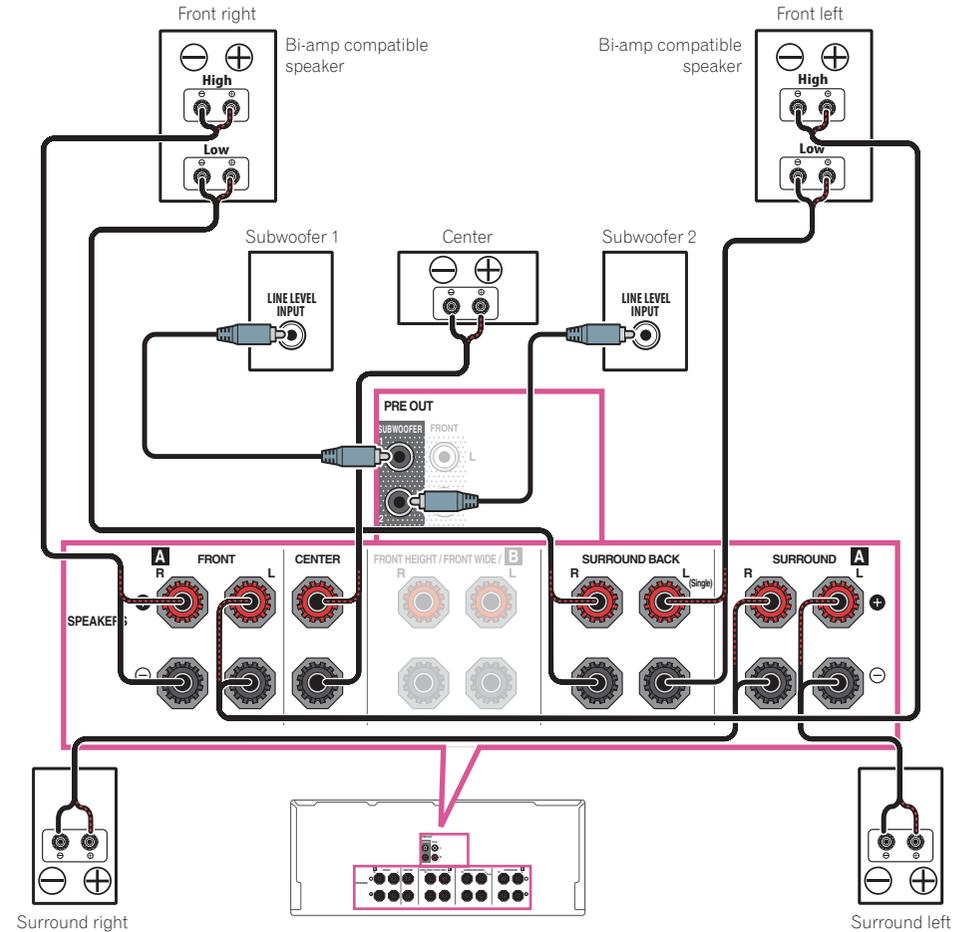 Front right
Front left
Bi-amp compatible
speaker
Bi-amp compatible
speaker
High
High
Low
Low
Subwoofer 1
Center
Subwoofer 2
LINE LEVEL
INPUT
LINE LEVEL
INPUT
PRE OUT
SUBWOOFER
FRONT
1
L
2
A
FRONT
CENTER
FRONT HEIGHT / FRONT WIDE / B
SURROUND BACK
SURROUND
A
R
L
R
L
R
L
(Single)
R
L
SPEAKERS
Surround right
Surround left